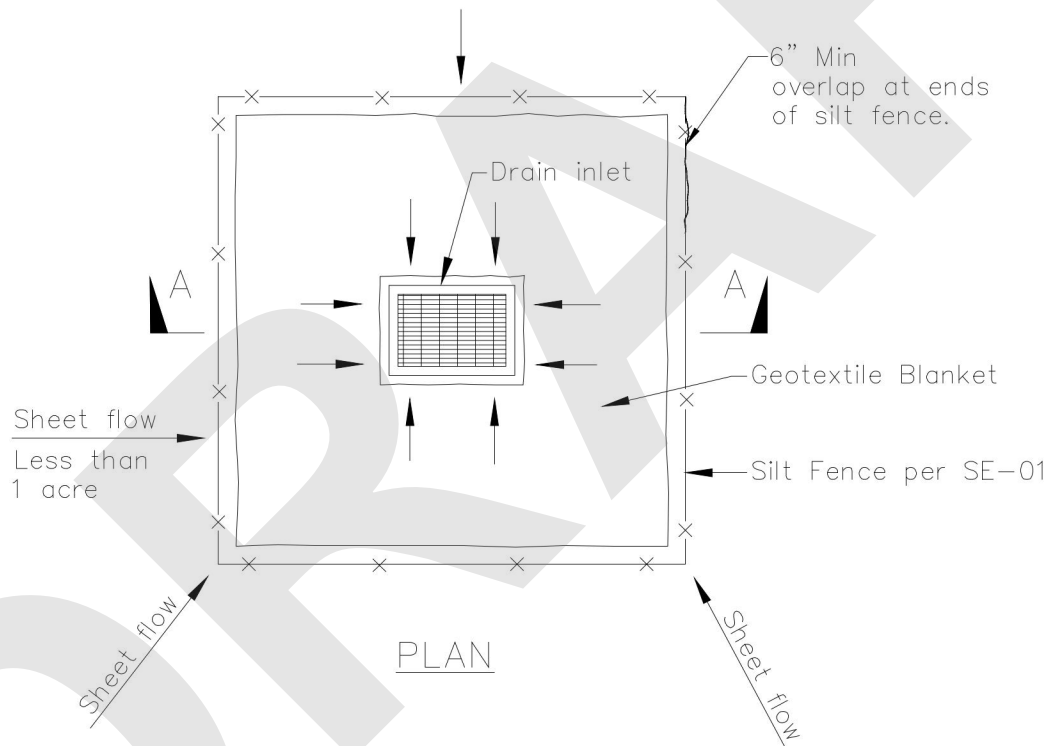 6” Min
overlap at ends
of silt fence.
Drain inlet
A
A
Geotextile Blanket
Sheet flow
Less than
1 acre
Silt Fence per SE–01
Sheet flow
Sheet flow
PLAN
DRAF